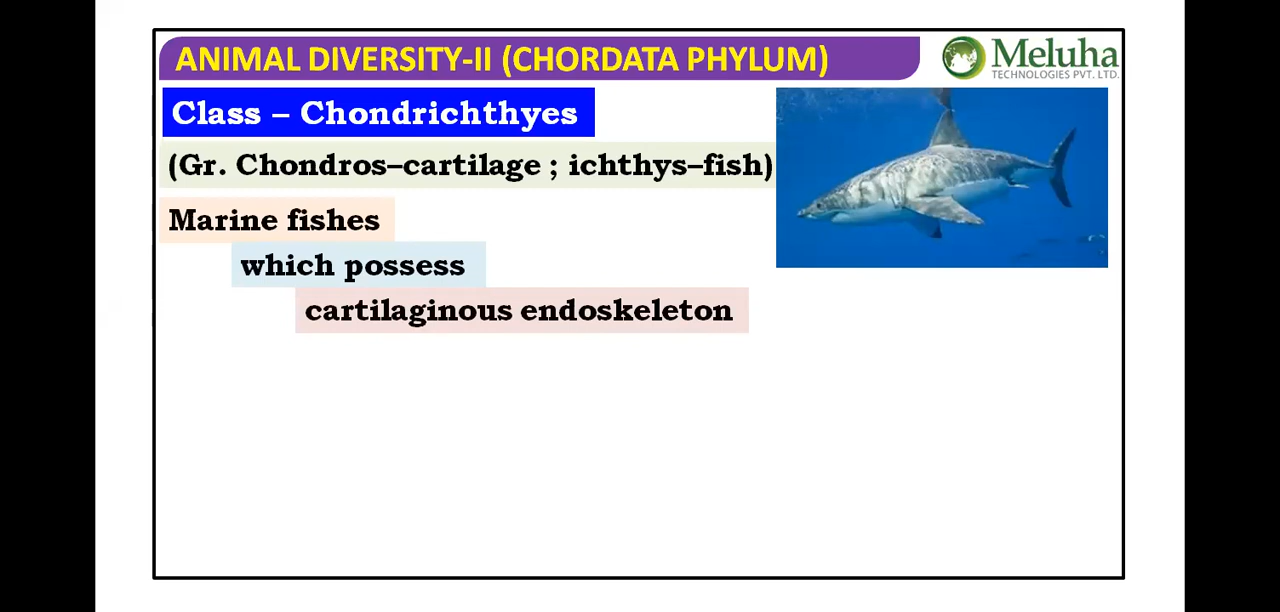 ANIMAL DIVERSITY-II (CHORDATA PHYLUM)
Meluha
TECHNOLOGIES PVT. LTD.
Class – Chondrichthyes
(Gr. Chondros–cartilage ; ichthys–fish)
Marine fishes
which possess
cartilaginous endoskeleton